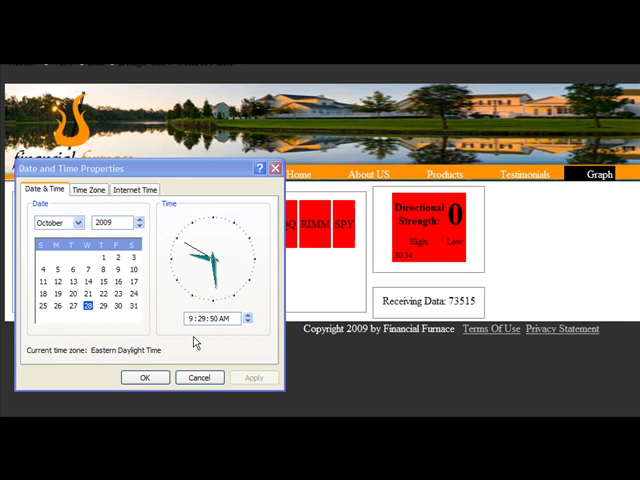 financial furnace
Home About US Products Testimonials Graph
Date and Time Properties
Date & Time Time Zone Internet Time
Date
October 2009
S M T W T F S
1 2 3
4 5 6 7 8 9 10
11 12 13 14 15 16 17
18 19 20 21 22 23 24
25 26 27 28 29 30 31
Time
9:29:50 AM
Current time zone: Eastern Daylight Time
OK Cancel Apply
RIMM SPY
Directional
Strength: 0
High: Low:
30:34
Receiving Data: 73515
Copyright 2009 by Financial Furnace Terms Of Use Privacy Statement